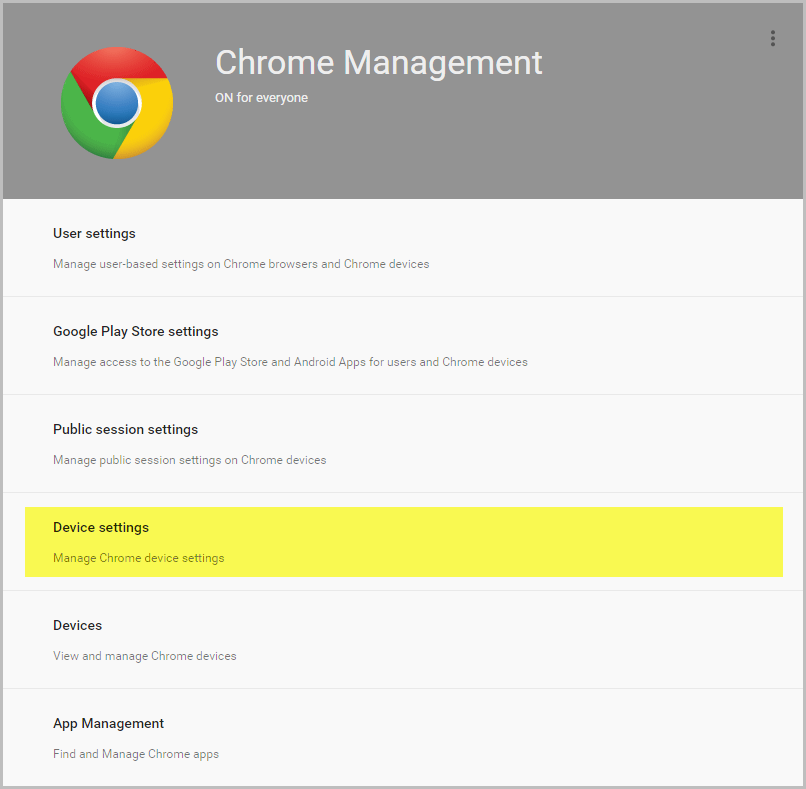 Chrome Management
ON for everyone
User settings
Manage user-based settings on Chrome browsers and Chrome devices
Google Play Store settings
Manage access to the Google Play Store and Android Apps for users and Chrome devices
Public session settings
Manage public session settings on Chrome devices
Device settings
Manage Chrome device settings
Devices
View and manage Chrome devices
App Management
Find and Manage Chrome apps